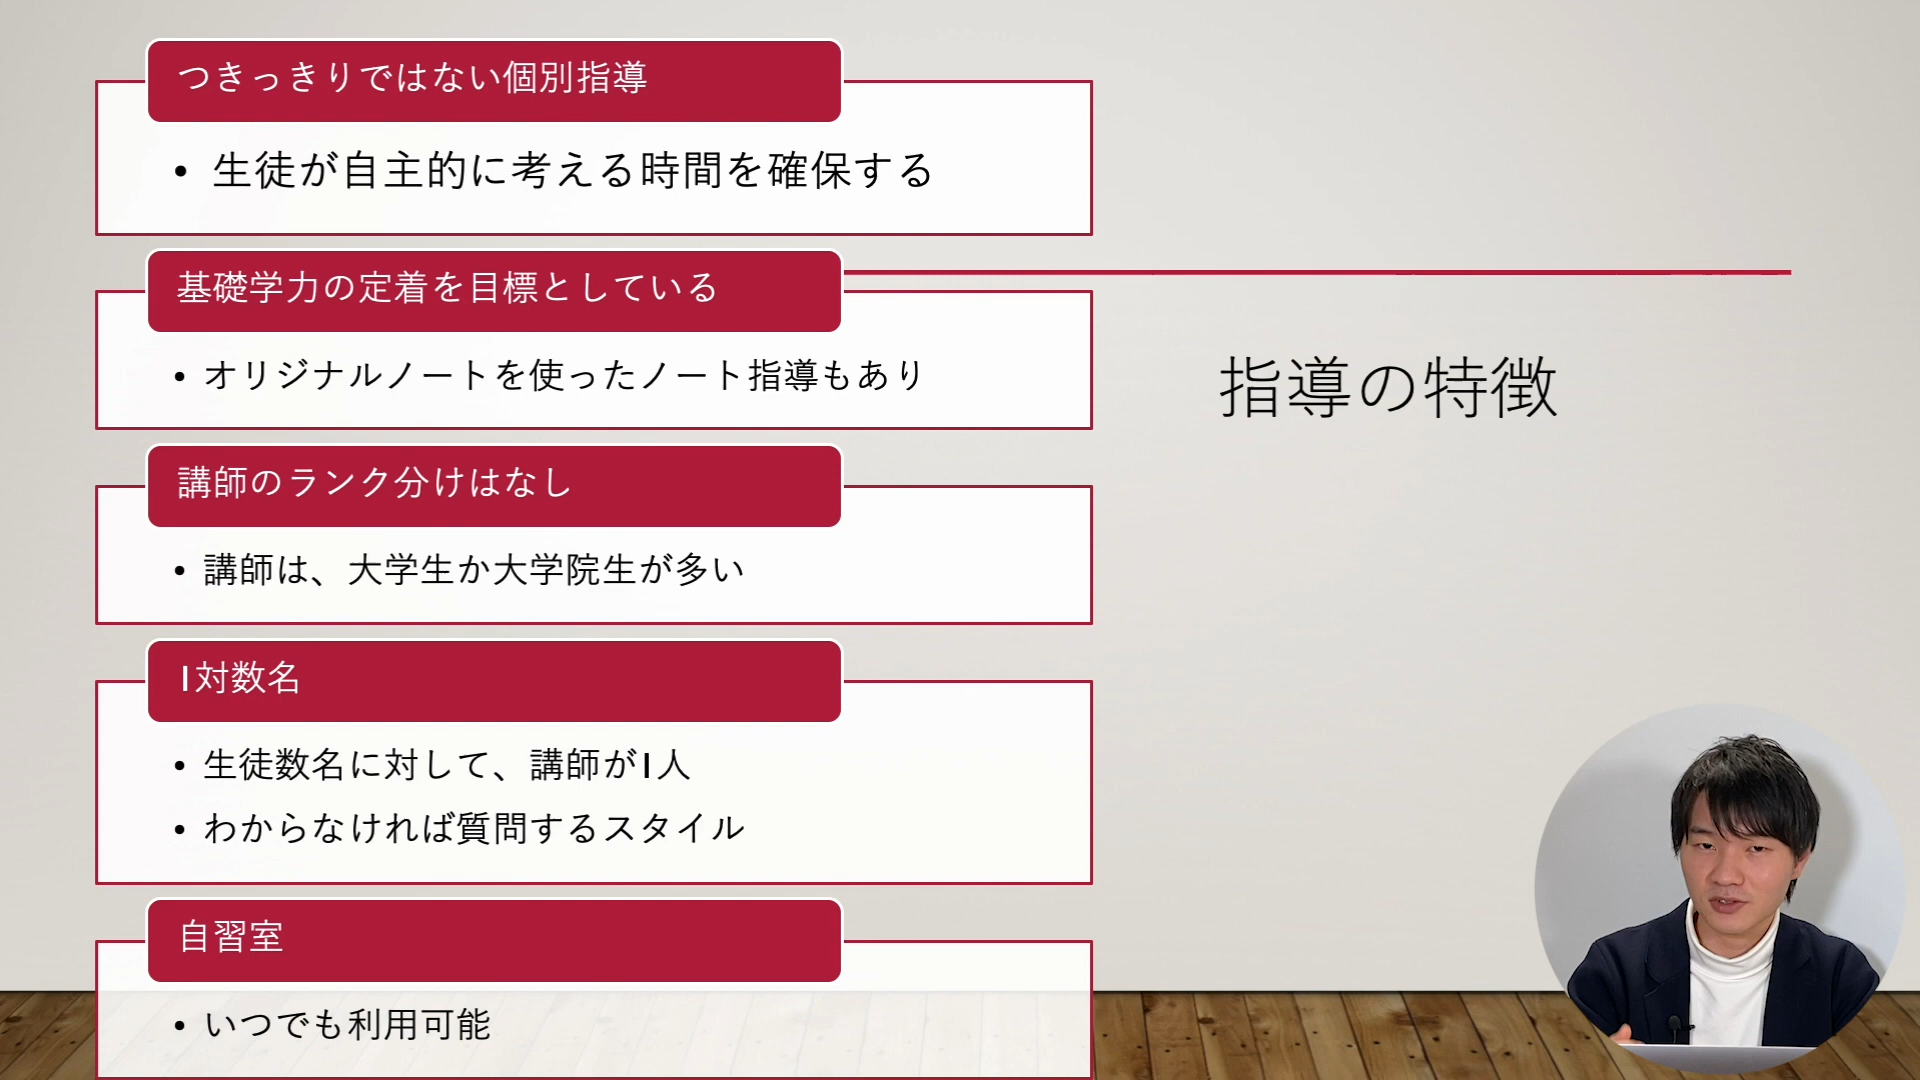 つきっきりではない個別指導
• 生徒が自主的に考える時間を確保する
基礎学力の定着を目標としている
• オリジナルノートを使ったノート指導もあり
講師のランク分けはなし
• 講師は、大学生か大学院生が多い
1対数名
• 生徒数名に対して、講師が1人
• わからなければ質問するスタイル
自習室
• いつでも利用可能
指導の特徴